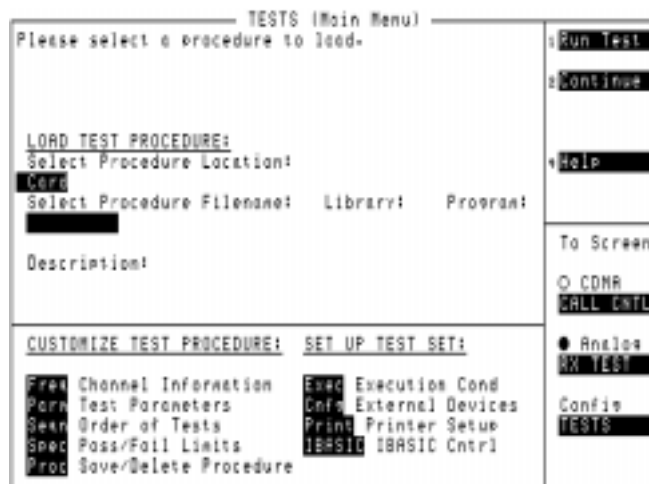 TESTS (Main Menu)
Please select a procedure to load.
LOAD TEST PROCEDURE:
Select Procedure Location:
Card
Select Procedure Filename: Library: Program:
Description:
CUSTOMIZE TEST PROCEDURE:
Freq Channel Information
Parm Test Parameters
Seqn Order of Tests
Spec Pass/Fail Limits
Proc Save/Delete Procedure
SET UP TEST SET:
Exec Execution Cond
Cnfg External Devices
Print Printer Setup
IBASIC IBASIC Cntrl
1 Run Test
2 Continue
4 Help
To Screen
CDMA
CALL CNTL
Analog
RX TEST
Config
TESTS